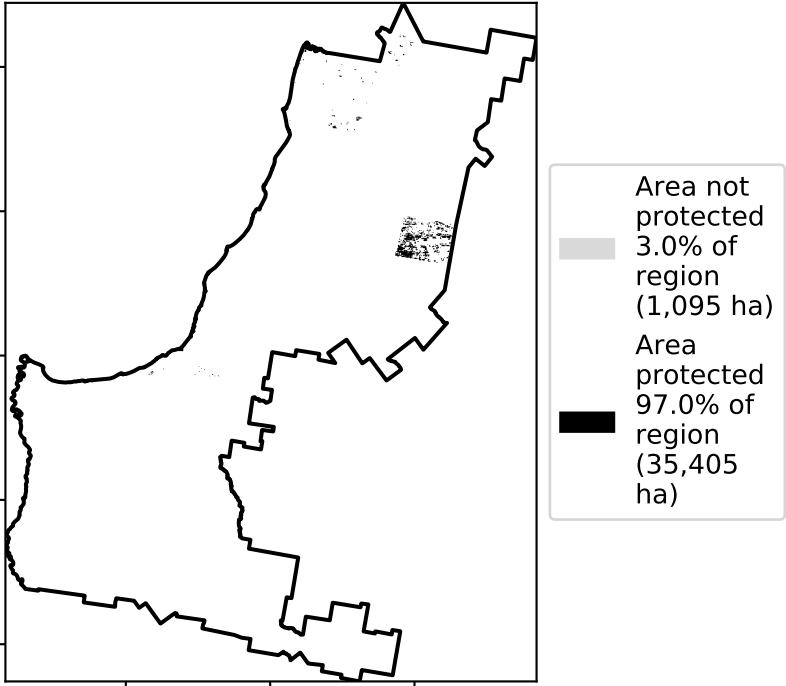 Area not
protected
3.0% of
region
(1,095 ha)
Area
protected
97.0% of
region
(35,405
ha)